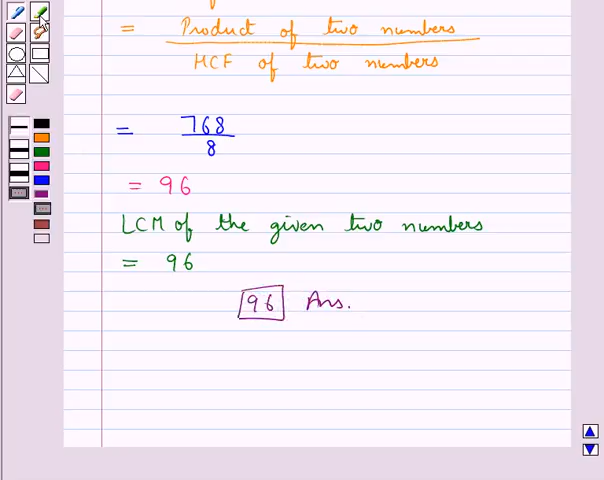 = Product of two numbers
HCF of two numbers
= 768
8
= 96
LCM of the given two numbers
= 96
96 Ans.